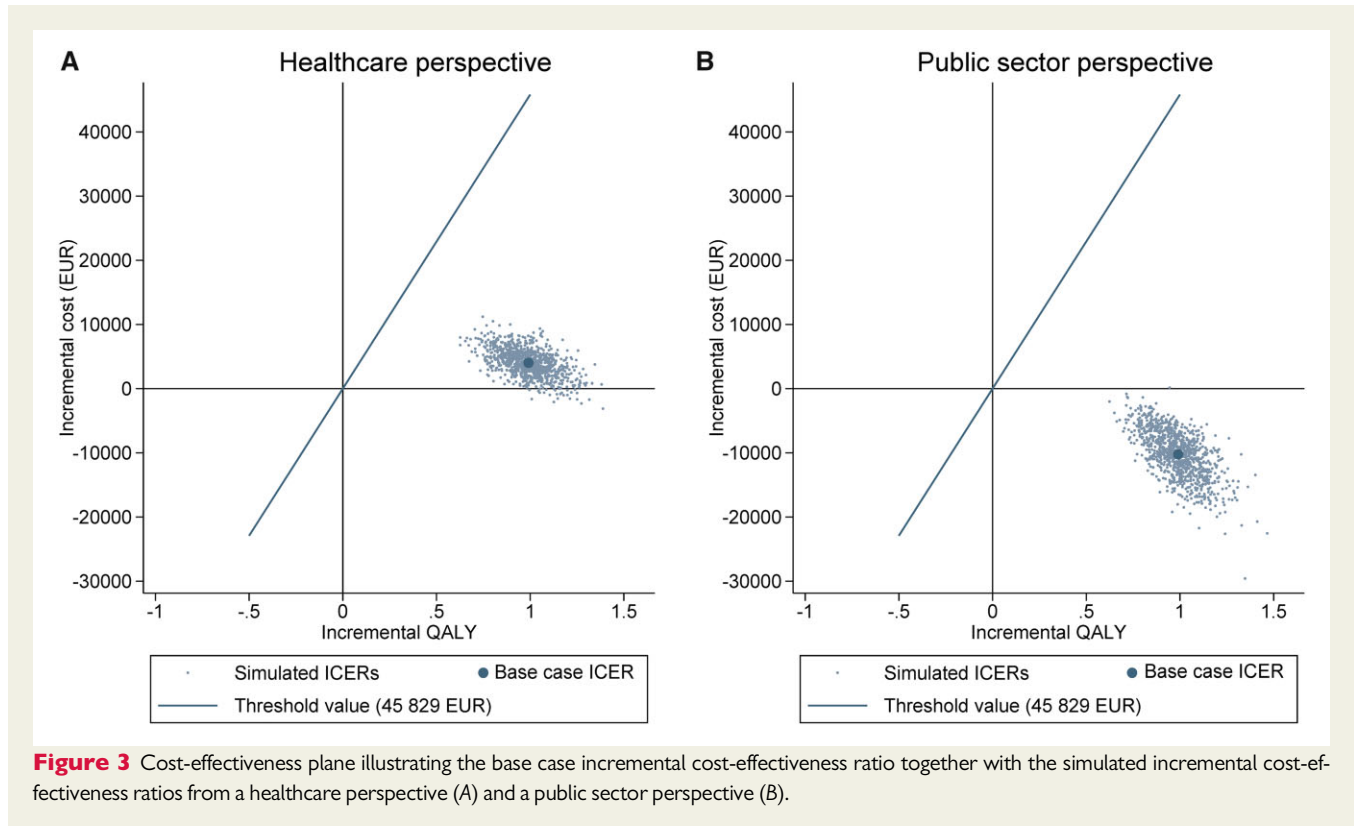 A
Healthcare perspective
40000
30000
20000
10000
0
-10000
-20000
-30000
Incremental cost (EUR)
-1
-.5
0
.5
1
1.5
Incremental QALY
Simulated ICERs
Base case ICER
Threshold value (45 829 EUR)
B
Public sector perspective
40000
30000
20000
10000
0
-10000
-20000
-30000
Incremental cost (EUR)
-1
-.5
0
.5
1
1.5
Incremental QALY
Simulated ICERs
Base case ICER
Threshold value (45 829 EUR)
Figure 3 Cost-effectiveness plane illustrating the base case incremental cost-effectiveness ratio together with the simulated incremental cost-ef-
fectiveness ratios from a healthcare perspective (A) and a public sector perspective (B).